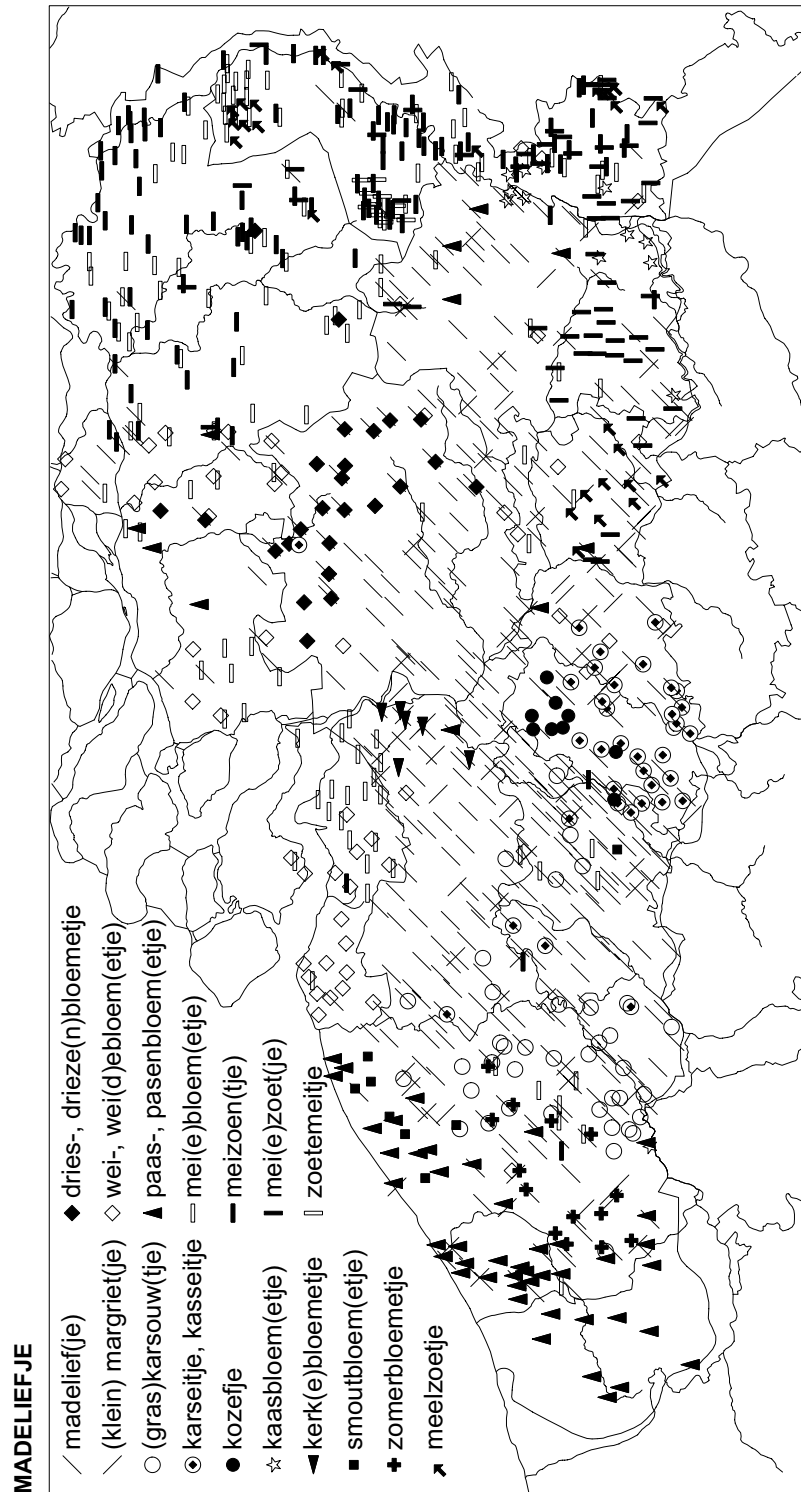 MADELIEFJE
madelief(je)
(klein) margriet(je)
(gras)karsouw(tje)
karseitje, kasseitje
kozefje
kaasbloem(etje)
kerk(e)bloemetje
smoutbloem(etje)
zomerbloemetje
meelzoetje
dries-, drieze(n)bloemetje
wei-, wei(d)ebloem(etje)
paas-, pasenbloem(etje)
mei(e)bloem(etje)
meizoen(tje)
mei(e)zoet(je)
zoetemeitje